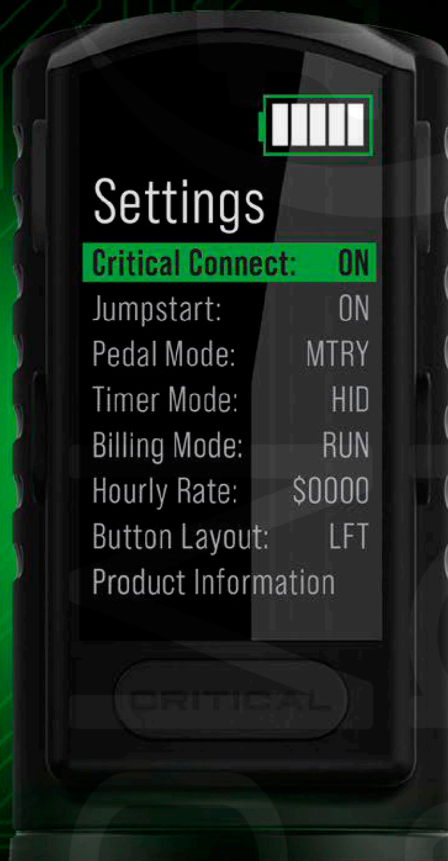 Settings
Critical Connect: ON
Jumpstart: ON
Pedal Mode: MTRY
Timer Mode: HID
Billing Mode: RUN
Hourly Rate: $0000
Button Layout: LFT
Product Information
CRITICAL